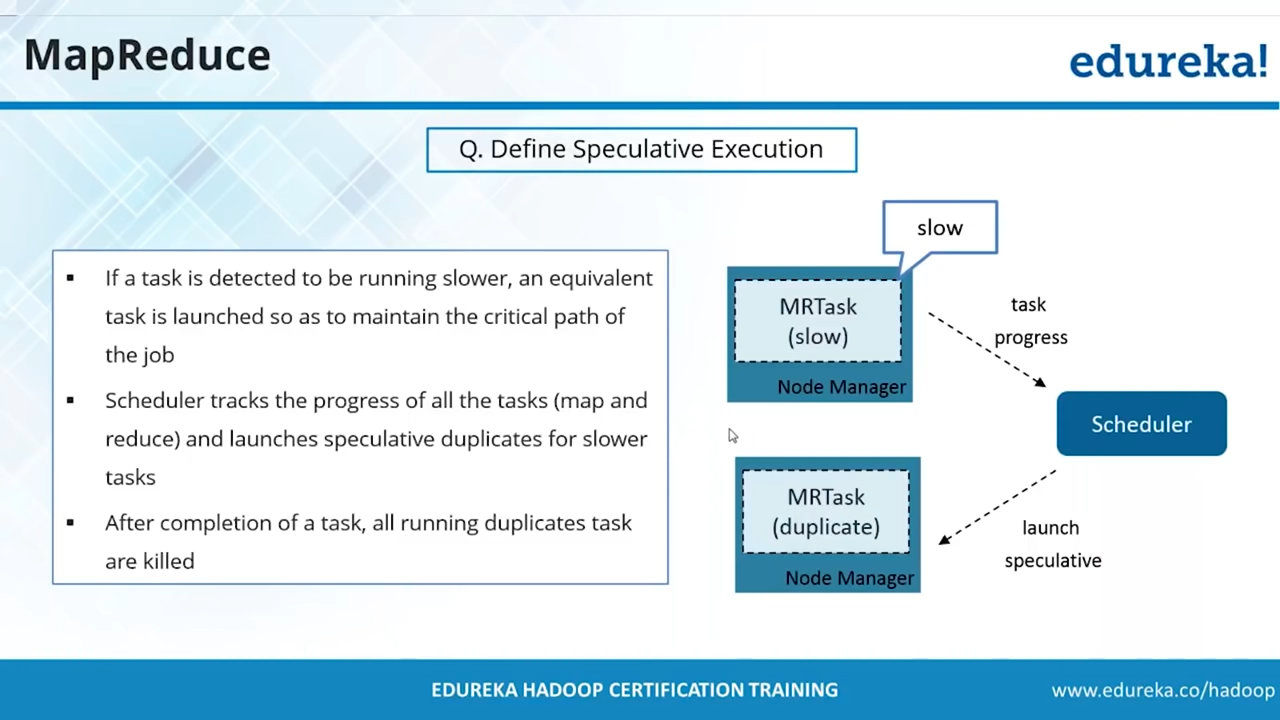 MapReduce
edureka!
Q. Define Speculative Execution
▪ If a task is detected to be running slower, an equivalent
task is launched so as to maintain the critical path of
the job
▪ Scheduler tracks the progress of all the tasks (map and
reduce) and launches speculative duplicates for slower
tasks
▪ After completion of a task, all running duplicates task
are killed
slow
MRTask
(slow)
Node Manager
task
progress
Scheduler
MRTask
(duplicate)
Node Manager
launch
speculative
EDUREKA HADOOP CERTIFICATION TRAINING
www.edureka.co/hadoop